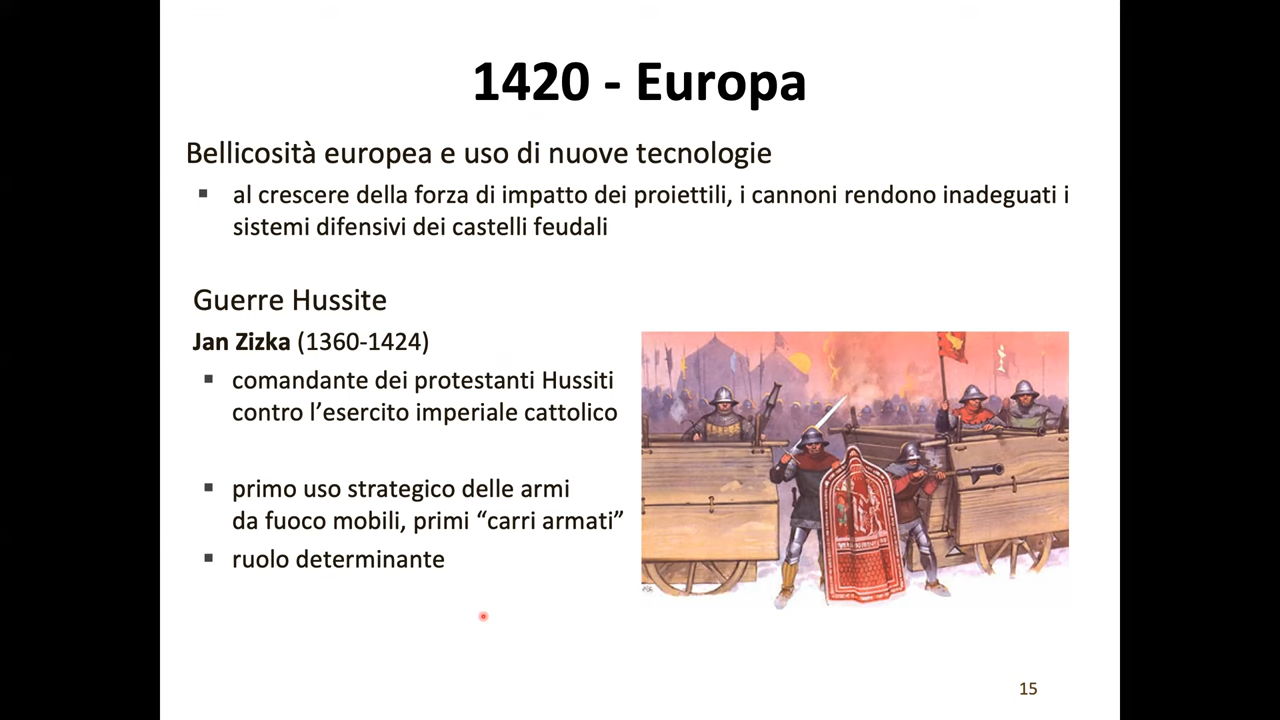 1420 - Europa
Bellicosità europea e uso di nuove tecnologie
▪ al crescere della forza di impatto dei proiettili, i cannoni rendono inadeguati i
sistemi difensivi dei castelli feudali
Guerre Hussite
Jan Zizka (1360-1424)
▪ comandante dei protestanti Hussiti
contro l’esercito imperiale cattolico
▪ primo uso strategico delle armi
da fuoco mobili, primi “carri armati”
▪ ruolo determinante
15